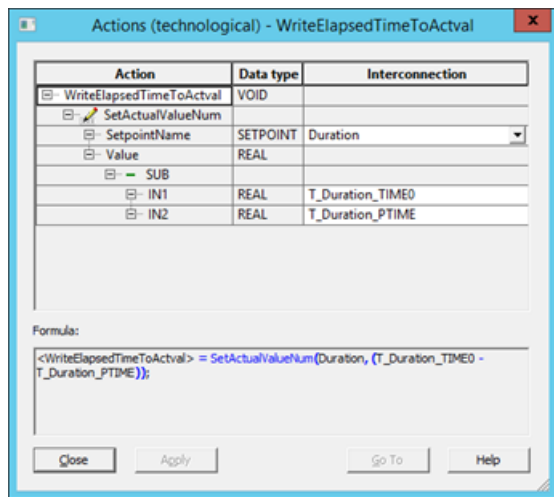 Actions (technological) - WriteElapsedTimeToActval
x
Action Data type Interconnection
WriteElapsedTimeToActval VOID
SetActualValueNum
SetpointName SETPOINT Duration
Value REAL
SUB
IN1 REAL T_Duration_TIME0
IN2 REAL T_Duration_PTIME
Formula:
<WriteElapsedTimeToActval> = SetActualValueNum(Duration, (T_Duration_TIME0 -
T_Duration_PTIME));
Close Apply Go To Help